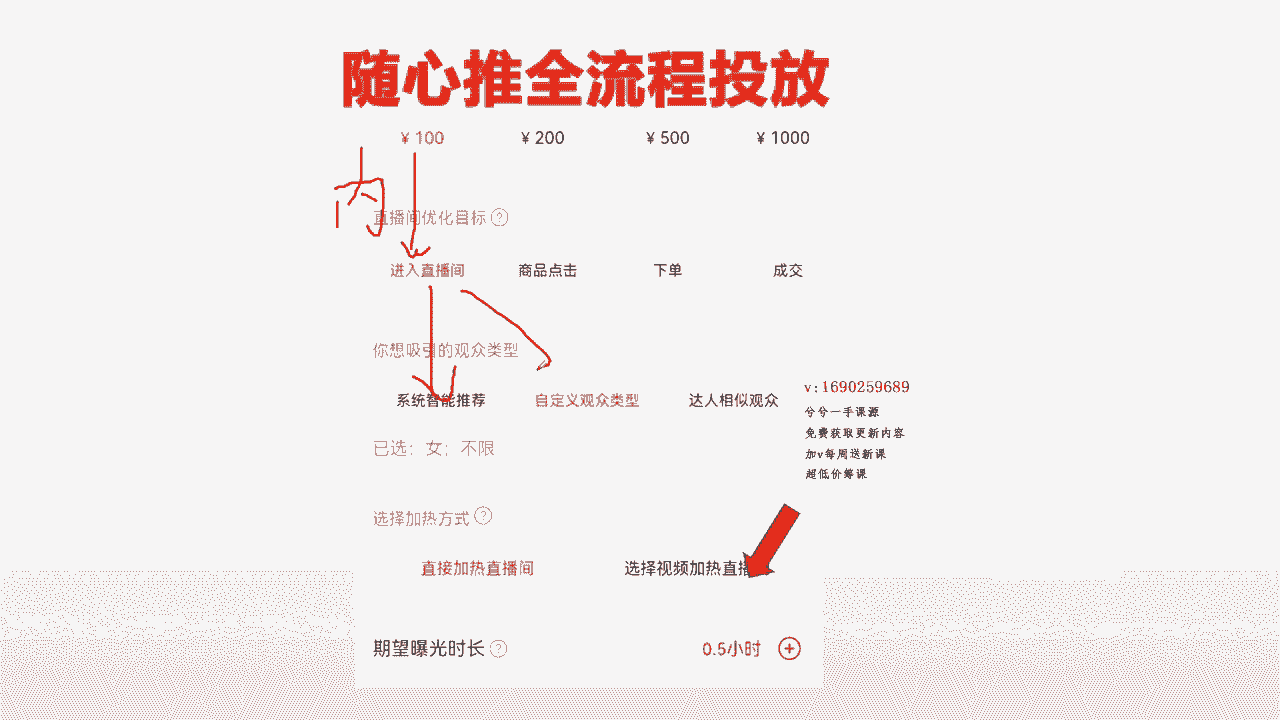 随心推全流程投放
¥ 100 ¥ 200 ¥ 500 ¥ 1000
内
直播间优化目标 ?
进入直播间 商品点击 下单 成交
你想吸引的观众类型
系统智能推荐 自定义观众类型 达人相似观众
v:1690259689
兮兮一手课源
免费获取更新内容
加v每周送新课
超低价筹课
已选：女；不限
选择加热方式 ?
直接加热直播间 选择视频加热直播
期望曝光时长 ? 0.5小时